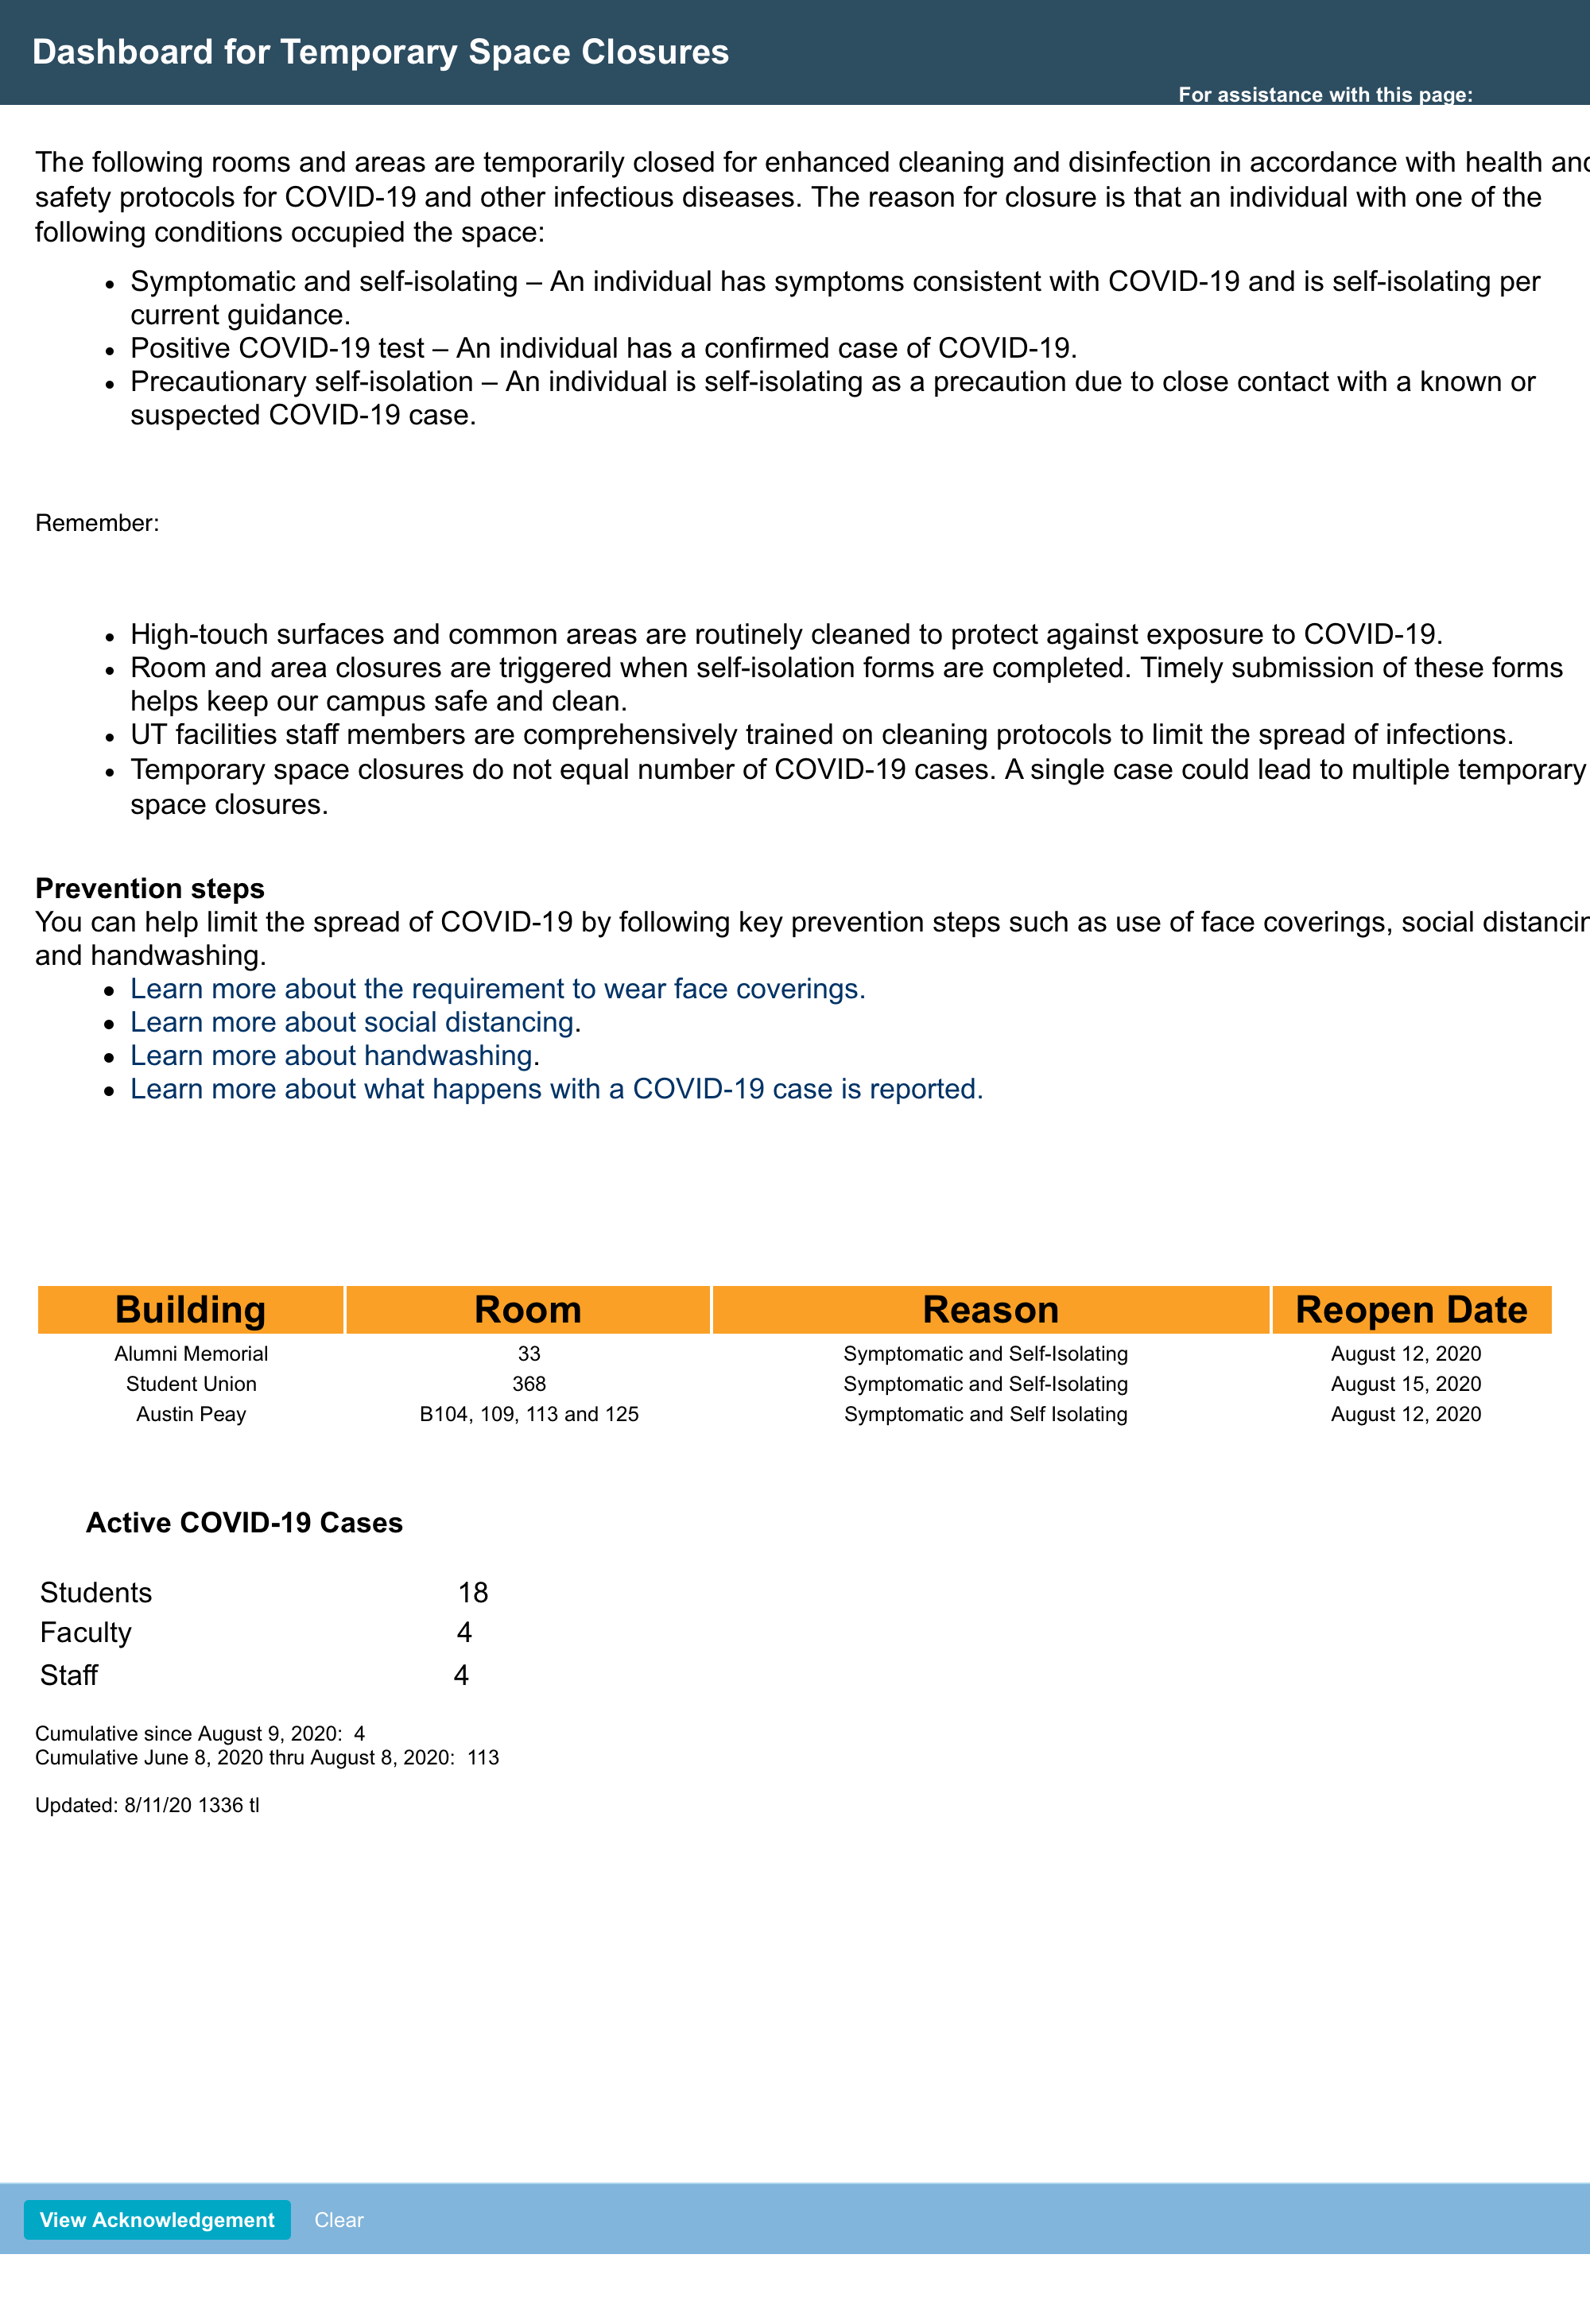 Dashboard for Temporary Space Closures
For assistance with this page:
The following rooms and areas are temporarily closed for enhanced cleaning and disinfection in accordance with health and
safety protocols for COVID-19 and other infectious diseases. The reason for closure is that an individual with one of the
following conditions occupied the space:
• Symptomatic and self-isolating – An individual has symptoms consistent with COVID-19 and is self-isolating per
current guidance.
• Positive COVID-19 test – An individual has a confirmed case of COVID-19.
• Precautionary self-isolation – An individual is self-isolating as a precaution due to close contact with a known or
suspected COVID-19 case.
Remember:
• High-touch surfaces and common areas are routinely cleaned to protect against exposure to COVID-19.
• Room and area closures are triggered when self-isolation forms are completed. Timely submission of these forms
helps keep our campus safe and clean.
• UT facilities staff members are comprehensively trained on cleaning protocols to limit the spread of infections.
• Temporary space closures do not equal number of COVID-19 cases. A single case could lead to multiple temporary
space closures.
Prevention steps
You can help limit the spread of COVID-19 by following key prevention steps such as use of face coverings, social distancin
and handwashing.
• Learn more about the requirement to wear face coverings.
• Learn more about social distancing.
• Learn more about handwashing.
• Learn more about what happens with a COVID-19 case is reported.
Building Room Reason Reopen Date
Alumni Memorial 33 Symptomatic and Self-Isolating August 12, 2020
Student Union 368 Symptomatic and Self-Isolating August 15, 2020
Austin Peay B104, 109, 113 and 125 Symptomatic and Self Isolating August 12, 2020
Active COVID-19 Cases
Students 18
Faculty 4
Staff 4
Cumulative since August 9, 2020: 4
Cumulative June 8, 2020 thru August 8, 2020: 113
Updated: 8/11/20 1336 tl
View Acknowledgement Clear